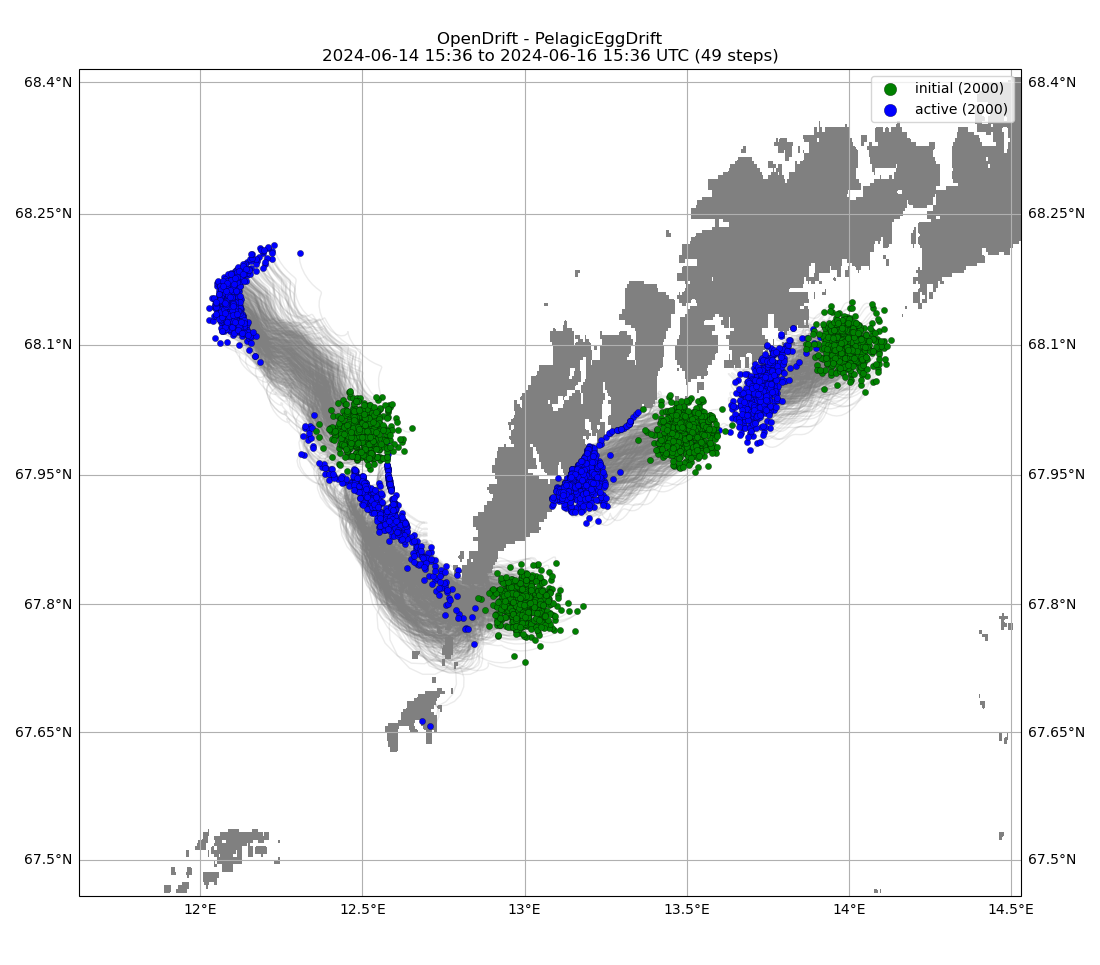 OpenDrift - PelagicEggDrift
2024-06-14 15:36 to 2024-06-16 15:36 UTC (49 steps)
initial (2000)
active (2000)
68.4°N
68.4°N
68.25°N
68.25°N
68.1°N
68.1°N
67.95°N
67.95°N
67.8°N
67.8°N
67.65°N
67.65°N
67.5°N
67.5°N
12°E
12.5°E
13°E
13.5°E
14°E
14.5°E